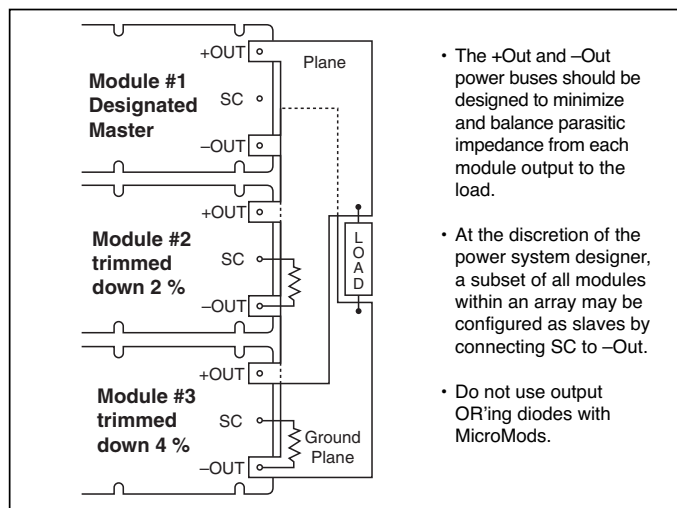 +OUT
Plane
Module #1
Designated
Master
SC
–OUT
+OUT
Module #2
trimmed
down 2 %
SC
–OUT
LOAD
+OUT
Module #3
trimmed
down 4 %
SC
Ground
Plane
–OUT
• The +Out and –Out
power buses should be
designed to minimize
and balance parasitic
impedance from each
module output to the
load.
• At the discretion of the
power system designer,
a subset of all modules
within an array may be
configured as slaves by
connecting SC to –Out.
• Do not use output
OR'ing diodes with
MicroMods.